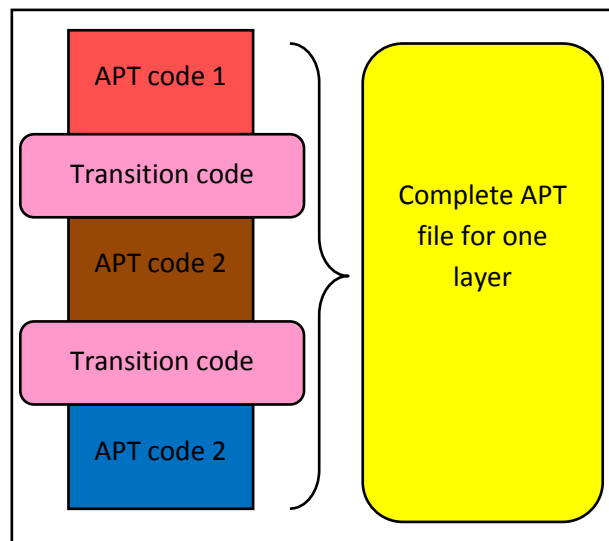 APT code 1
Transition code
APT code 2
Transition code
APT code 2
Complete APT
file for one
layer